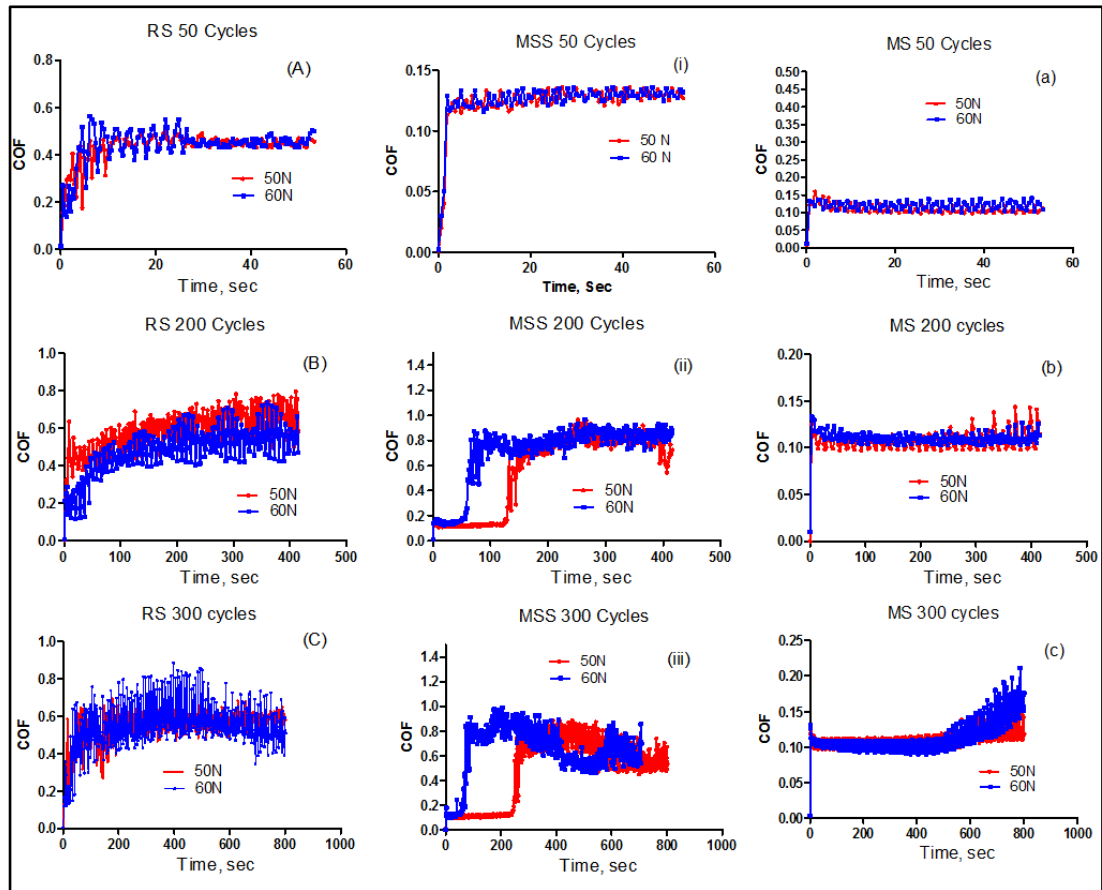 RS 50 Cycles
(A)
COF
0.8
0.6
0.4
0.2
0.0
50N
60N
0 20 40 60
Time, sec
MSS 50 Cycles
(i)
COF
0.15
0.10
0.05
0.00
50 N
60 N
0 20 40 60
Time, Sec
MS 50 Cycles
(a)
COF
0.50
0.45
0.40
0.35
0.30
0.25
0.20
0.15
0.10
0.05
0.00
50N
60N
0 20 40 60
Time, sec
RS 200 Cycles
(B)
COF
1.0
0.8
0.6
0.4
0.2
0.0
50N
60N
0 100 200 300 400 500
Time, sec
MSS 200 Cycles
(ii)
COF
1.4
1.2
1.0
0.8
0.6
0.4
0.2
0.0
50N
60N
0 100 200 300 400 500
Time, sec
MS 200 cycles
(b)
COF
0.20
0.15
0.10
0.05
0.00
50N
60N
0 100 200 300 400 500
Time, sec
RS 300 cycles
(C)
COF
1.0
0.8
0.6
0.4
0.2
0.0
50N
60N
0 200 400 600 800 1000
Time, sec
MSS 300 Cycles
(iii)
COF
1.4
1.2
1.0
0.8
0.6
0.4
0.2
0.0
50N
60N
0 200 400 600 800 1000
Time, sec
MS 300 cycles
(c)
COF
0.25
0.20
0.15
0.10
0.05
0.00
50N
60N
0 200 400 600 800 1000
Time, sec